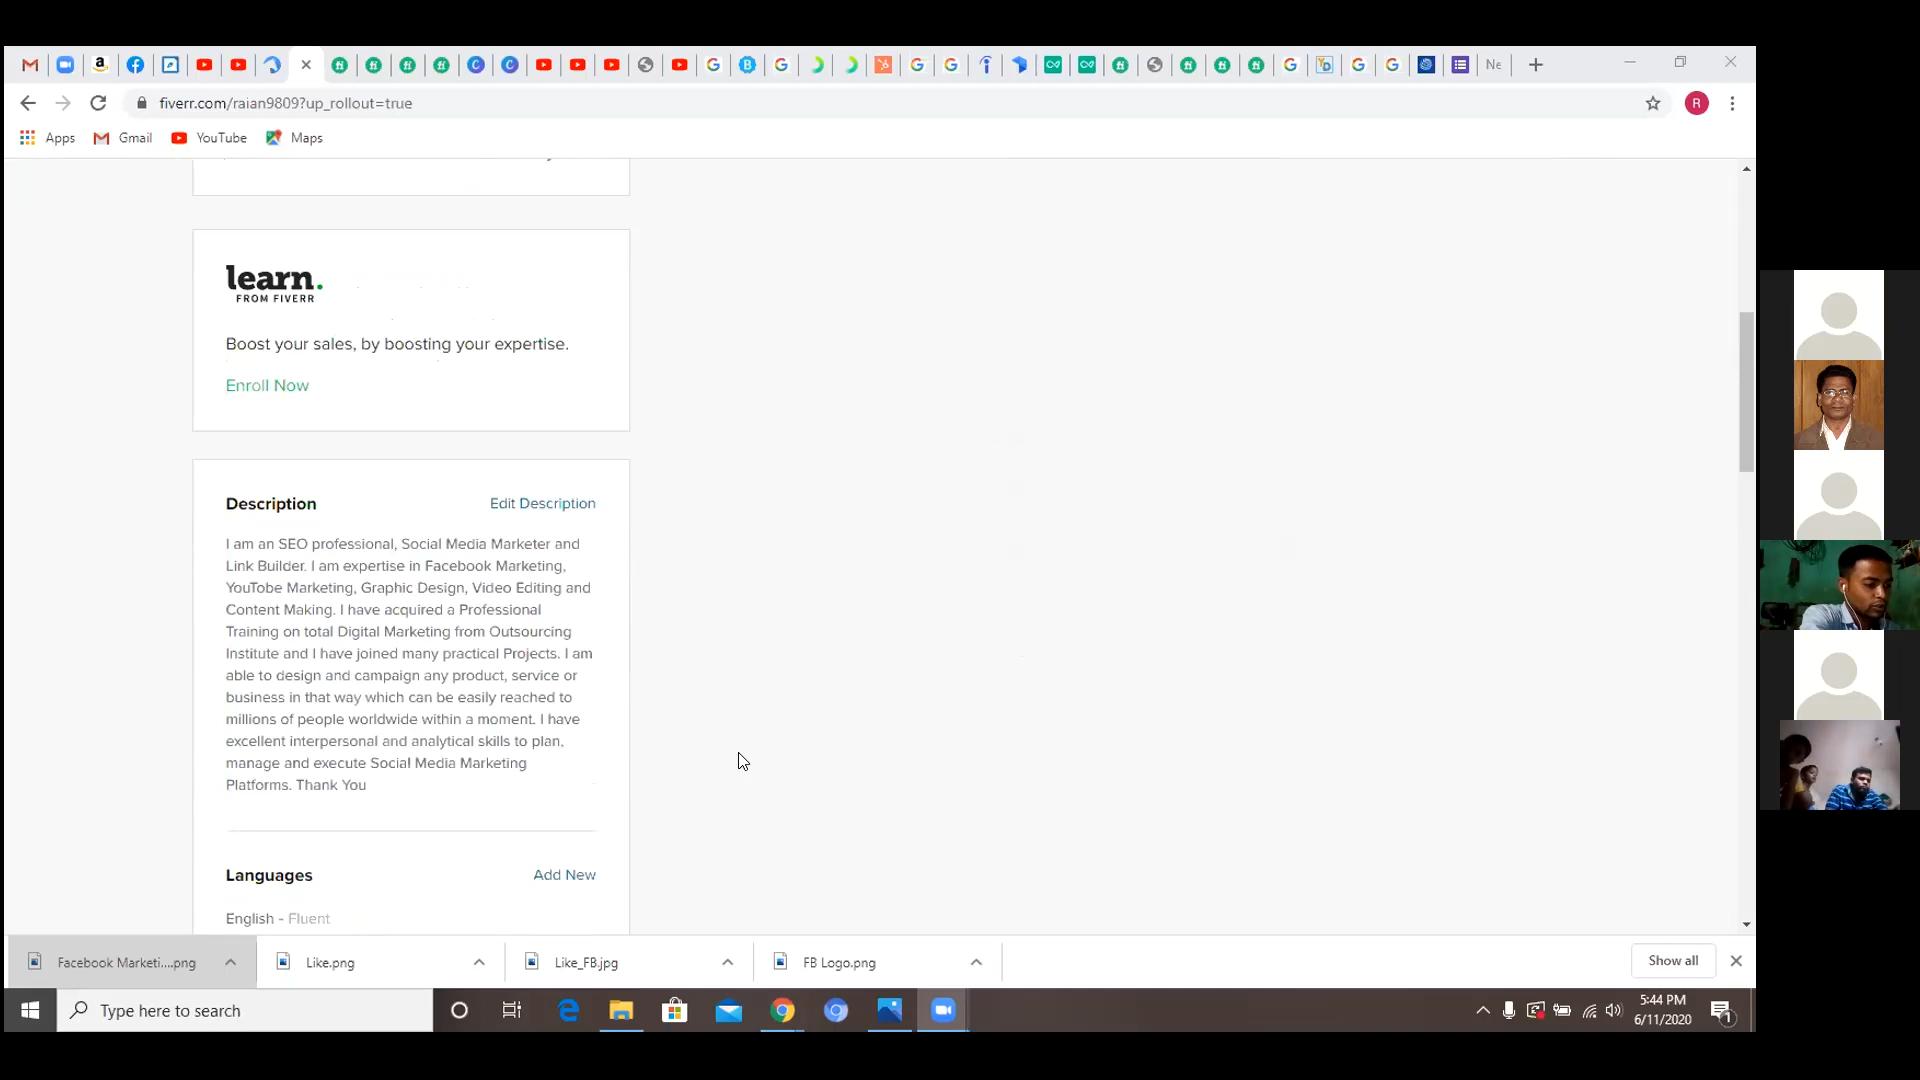 Ne
fiverr.com/raian9809?up_rollout=true
R
Apps
Gmail
YouTube
Maps
learn.
FROM FIVERR
Boost your sales, by boosting your expertise.
Enroll Now
Description
Edit Description
I am an SEO professional, Social Media Marketer and
Link Builder. I am expertise in Facebook Marketing,
YouTobe Marketing, Graphic Design, Video Editing and
Content Making. I have acquired a Professional
Training on total Digital Marketing from Outsourcing
Institute and I have joined many practical Projects. I am
able to design and campaign any product, service or
business in that way which can be easily reached to
millions of people worldwide within a moment. I have
excellent interpersonal and analytical skills to plan,
manage and execute Social Media Marketing
Platforms. Thank You
Languages
Add New
English - Fluent
Facebook Marketi....png
Like.png
Like_FB.jpg
FB Logo.png
Show all
Type here to search
5:44 PM
6/11/2020
1